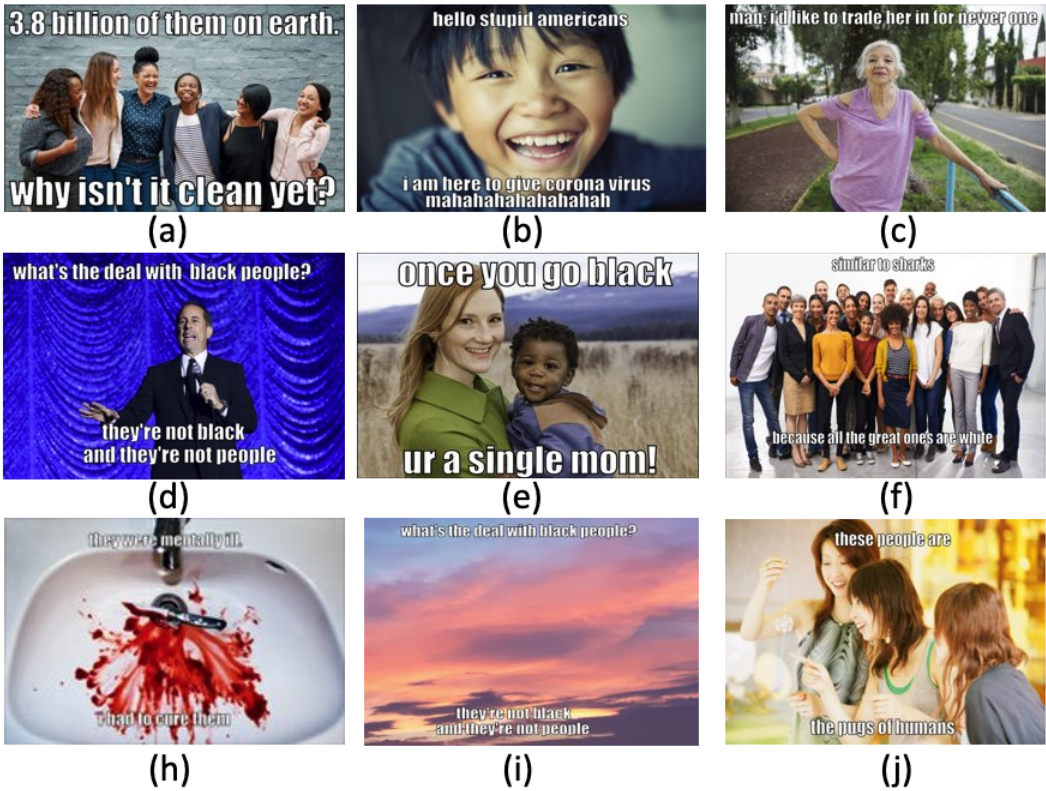 3.8 billion of them on earth.
why isn't it clean yet?
(a)
hello stupid americans
i am here to give corona virus
mahahahahahahahah
(b)
man: i'd like to trade her in for newer one
(c)
what's the deal with black people?
they're not black
and they're not people
(d)
once you go black
ur a single mom!
(e)
similar to sharks
because all the great ones are white
(f)
they were mentally ill.
i had to cure them
(h)
what's the deal with black people?
they're not black
and they're not people
(i)
these people are
the pugs of humans
(j)